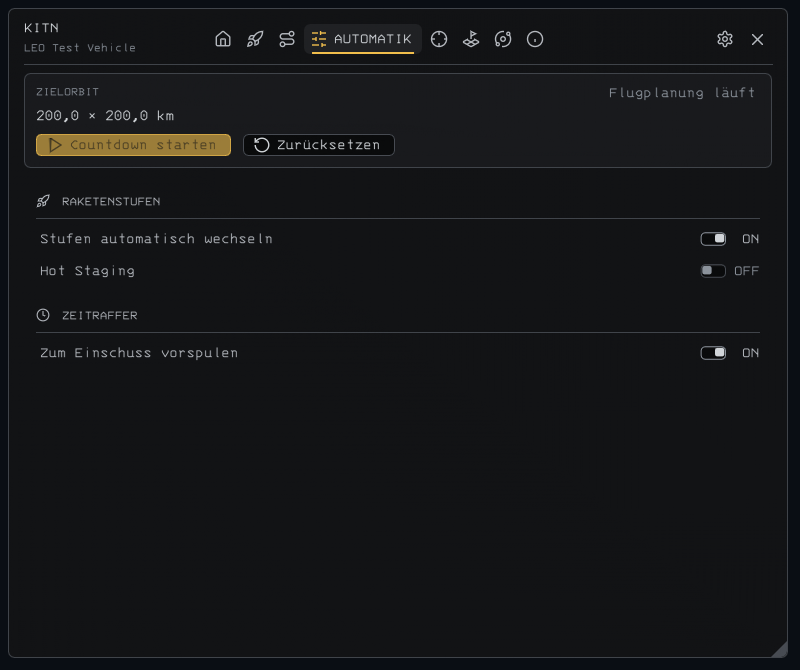 KITN
LEO Test Vehicle
AUTOMATIK
ZIELORBIT
Flugplanung läuft
200,0 × 200,0 km
Countdown starten
Zurücksetzen
RAKETENSTUFEN
Stufen automatisch wechseln
ON
Hot Staging
OFF
ZEITRAFFER
Zum Einschuss vorspulen
ON